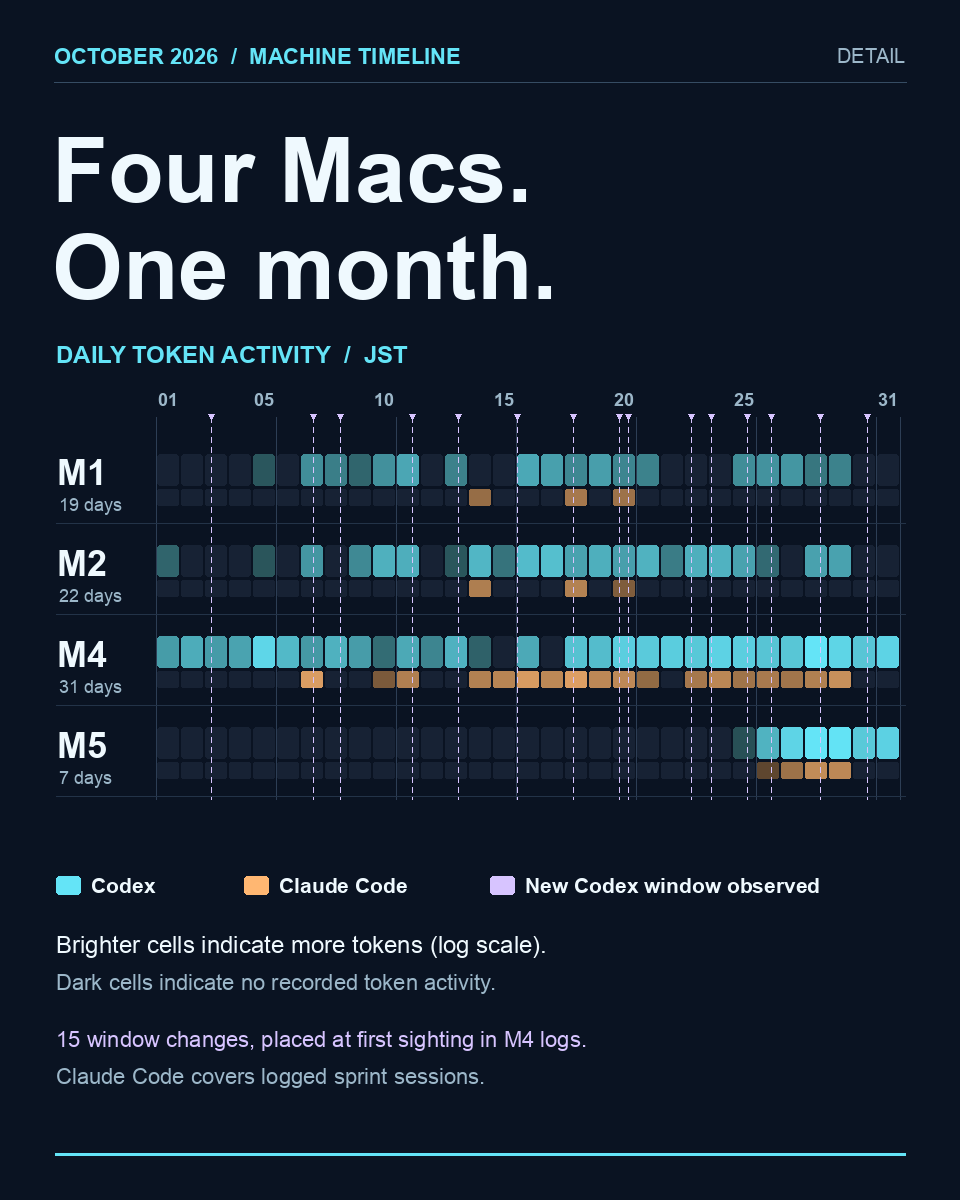 OCTOBER 2026 / MACHINE TIMELINE
DETAIL
Four Macs.
One month.
DAILY TOKEN ACTIVITY / JST
01 05 10 15 20 25 31
M1
19 days
M2
22 days
M4
31 days
M5
7 days
Codex
Claude Code
New Codex window observed
Brighter cells indicate more tokens (log scale).
Dark cells indicate no recorded token activity.
15 window changes, placed at first sighting in M4 logs.
Claude Code covers logged sprint sessions.